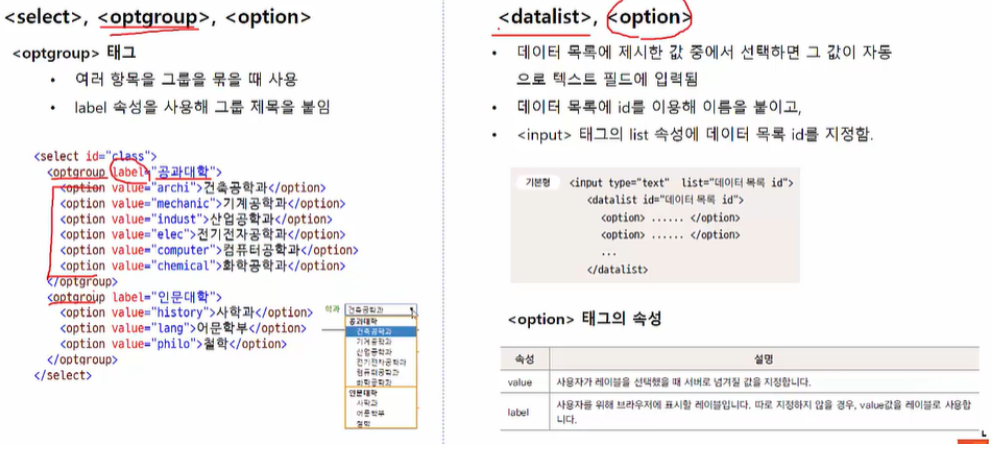 <select>, <optgroup>, <option>
<optgroup> 태그
• 여러 항목을 그룹을 묶을 때 사용
• label 속성을 사용해 그룹 제목을 붙임
<select id="class">
<optgroup label="공과대학">
<option value="archi">건축공학과</option>
<option value="mechanic">기계공학과</option>
<option value="indust">산업공학과</option>
<option value="elec">전기전자공학과</option>
<option value="computer">컴퓨터공학과</option>
<option value="chemical">화학공학과</option>
</optgroup>
<optgroup label="인문대학">
<option value="history">사학과</option>
<option value="lang">어문학부</option>
<option value="philo">철학</option>
</optgroup>
</select>
학과 건축공학과
공과대학
건축공학과
기계공학과
산업공학과
전기전자공학과
컴퓨터공학과
화학공학과
인문대학
사학과
어문학부
철학
<datalist>, <option>
• 데이터 목록에 제시한 값 중에서 선택하면 그 값이 자동
으로 텍스트 필드에 입력됨
• 데이터 목록에 id를 이용해 이름을 붙이고,
• <input> 태그의 list 속성에 데이터 목록 id를 지정함.
기본형 <input type="text" list="데이터 목록 id">
<datalist id="데이터 목록 id">
<option> ...... </option>
<option> ...... </option>
...
</datalist>
<option> 태그의 속성
속성 설명
value 사용자가 레이블을 선택했을 때 서버로 넘겨질 값을 지정합니다.
label 사용자를 위해 브라우저에 표시할 레이블입니다. 따로 지정하지 않을 경우, value값을 레이블로 사용합
니다.